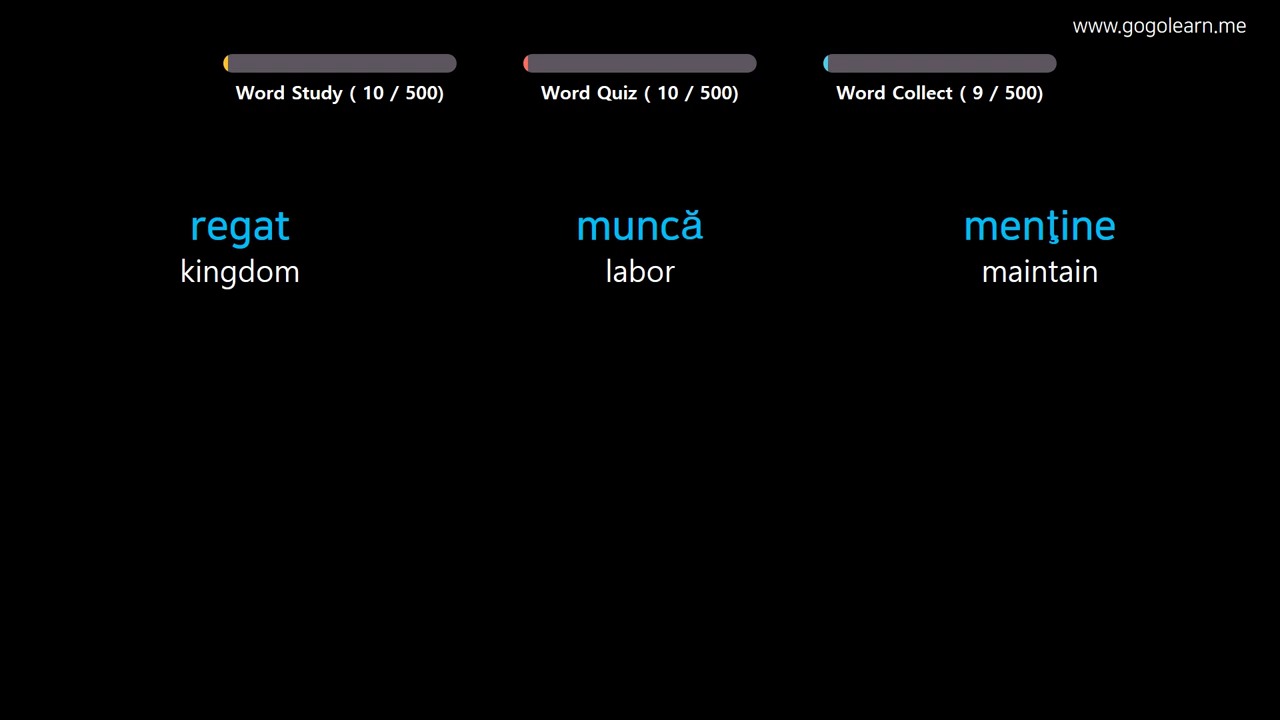 www.gogolearn.me
Word Study ( 10 / 500)
Word Quiz ( 10 / 500)
Word Collect ( 9 / 500)
regat
muncă
menţine
kingdom
labor
maintain